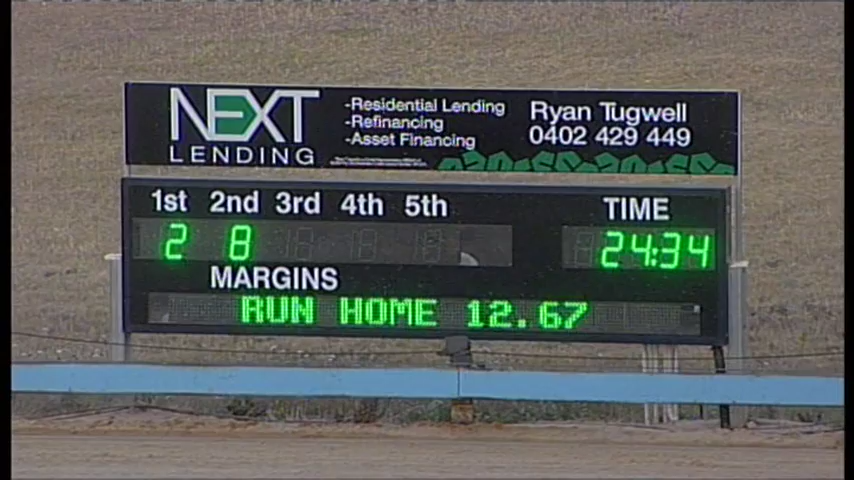 NEXT
LENDING
-Residential Lending
-Refinancing
-Asset Financing
Ryan Tugwell
0402 429 449
1st 2nd 3rd 4th 5th TIME
2 8 24:34
MARGINS
RUN HOME 12.67